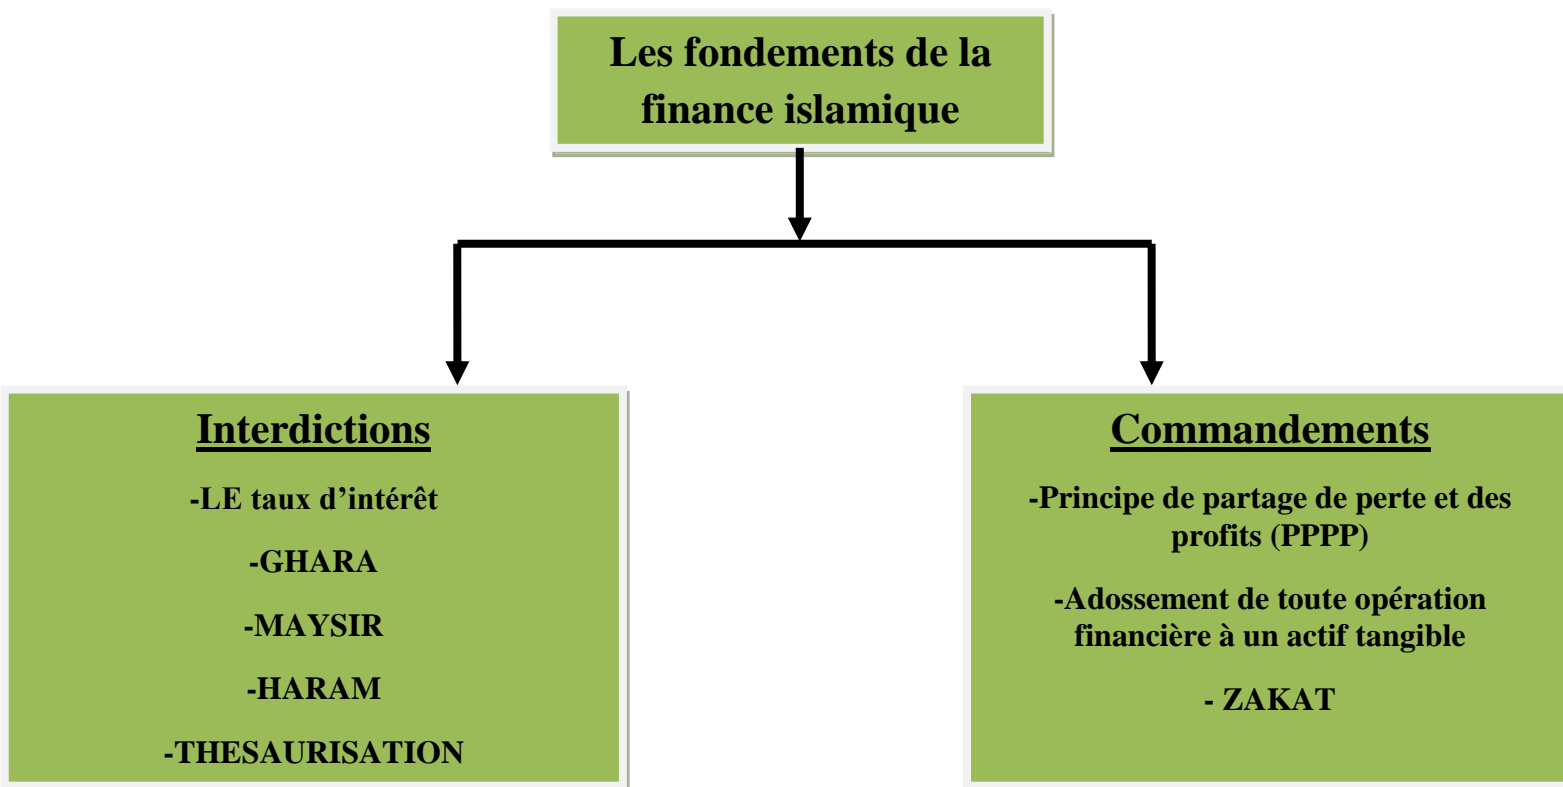 Les fondements de la
finance islamique
Interdictions
-LE taux d’intérêt
-GHARA
-MAYSIR
-HARAM
-THESAURISATION
Commandements
-Principe de partage de perte et des
profits (PPPP)
-Adossement de toute opération
financière à un actif tangible
- ZAKAT